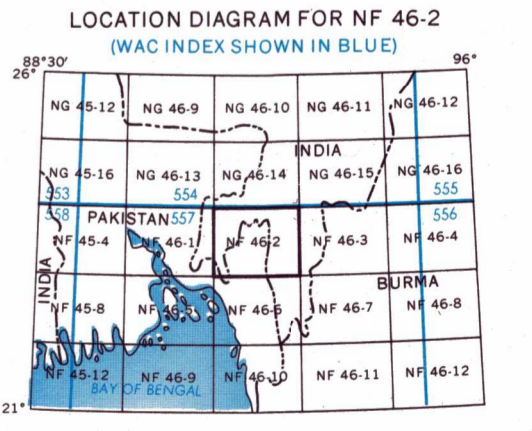 LOCATION DIAGRAM FOR NF 46-2
(WAC INDEX SHOWN IN BLUE)
88°30' 96°
26°
NG 45-12 NG 46-9 NG 46-10 NG 46-11 NG 46-12
INDIA
NG 45-16 NG 46-13 NG 46-14 NG 46-15 NG 46-16
553 554 555
558 PAKISTAN 557 556
NF 45-4 NF 46-1 NF 46-2 NF 46-3 NF 46-4
INDIA BURMA
NF 45-8 NF 46-5 NF 46-6 NF 46-7 NF 46-8
NF 45-12 NF 46-9 NF 46-10 NF 46-11 NF 46-12
BAY OF BENGAL
21°